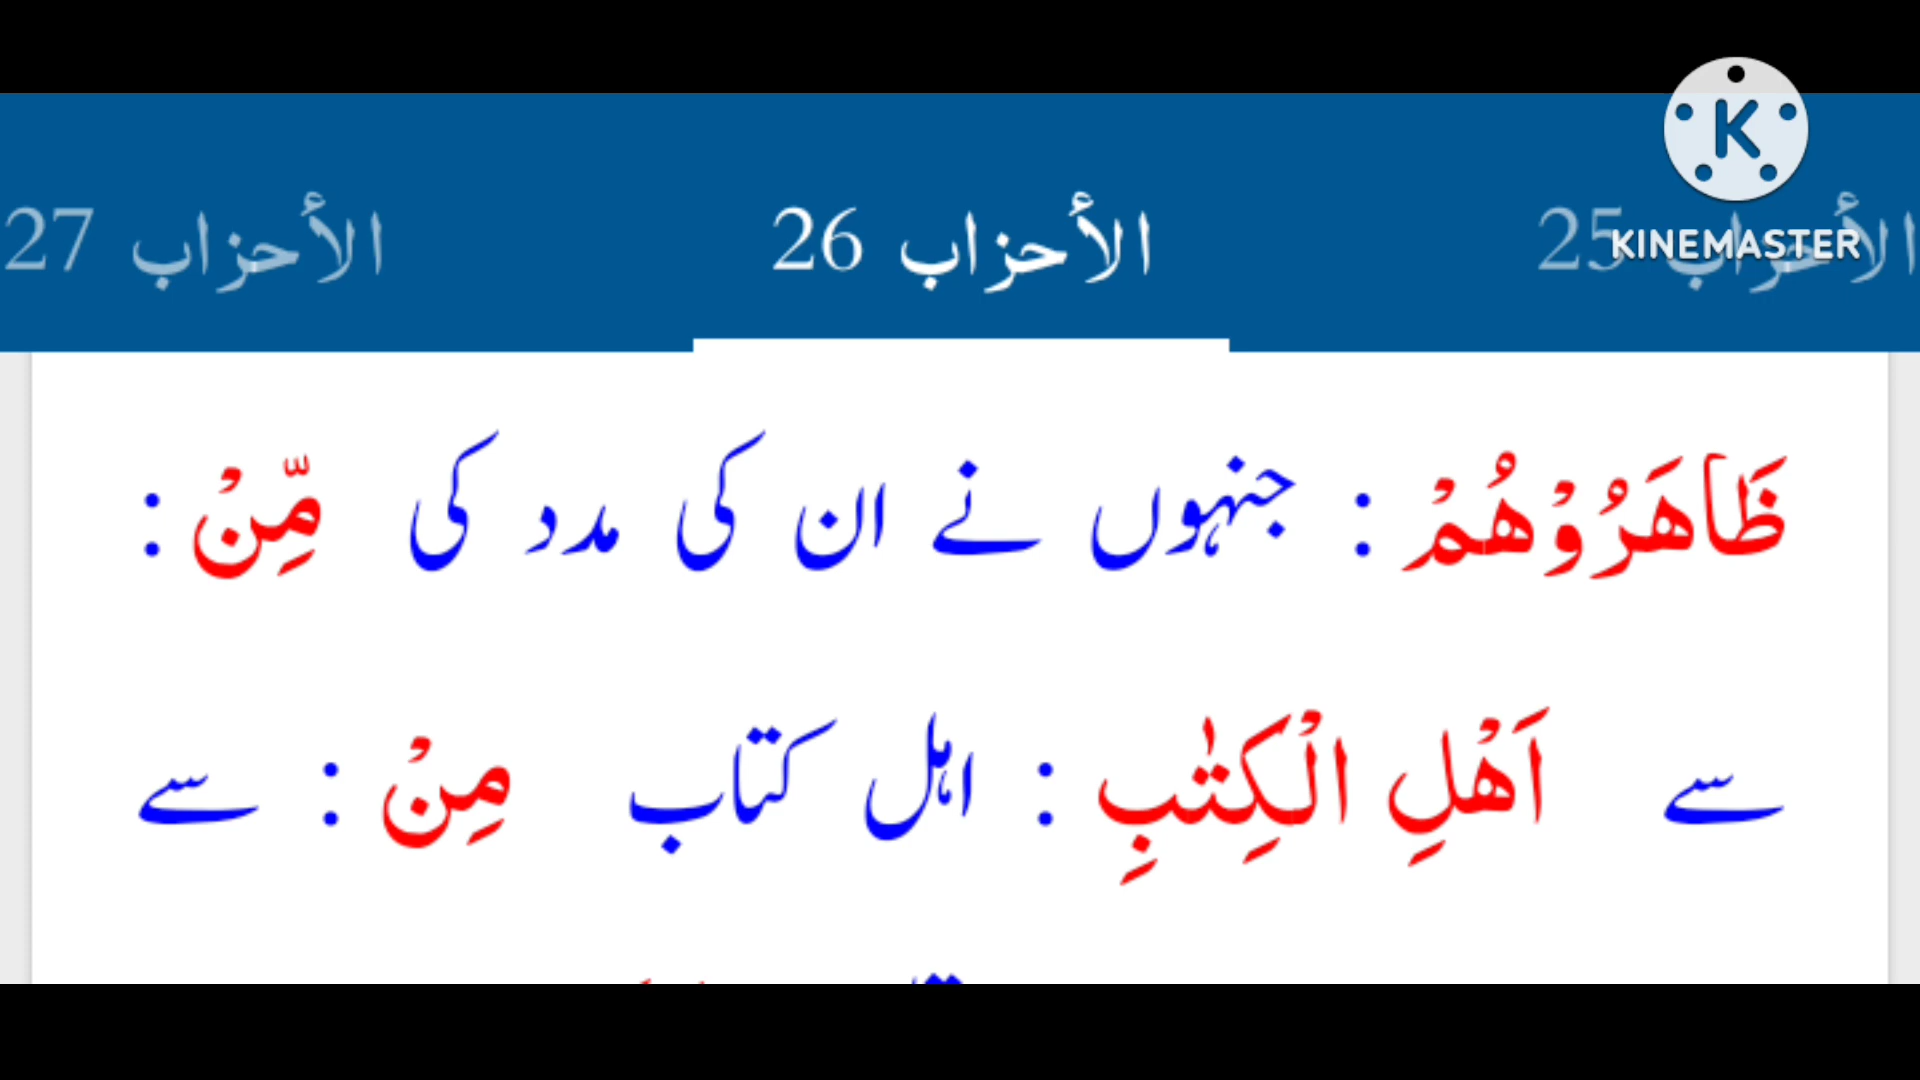 الأحزاب 25 الأحزاب 26 الأحزاب 27
KINEMASTER
ظَاهَرُوْهُمْ : جنہوں نے ان کی مدد کی مِّنْ :
سے اَهْلِ الْكِتٰبِ : اہل کتاب مِنْ : سے